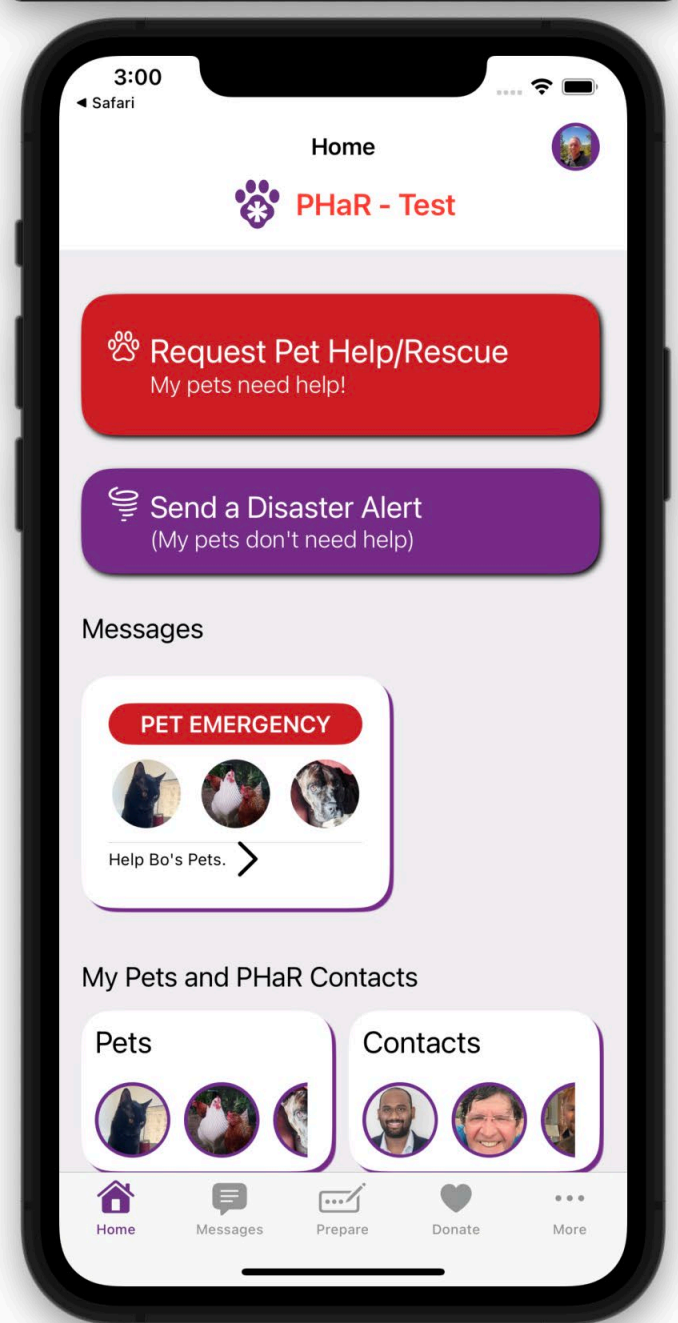 3:00
Safari
Home
PHaR - Test
Request Pet Help/Rescue
My pets need help!
Send a Disaster Alert
(My pets don't need help)
Messages
PET EMERGENCY
Help Bo's Pets.
My Pets and PHaR Contacts
Pets
Contacts
Home
Messages
Prepare
Donate
More